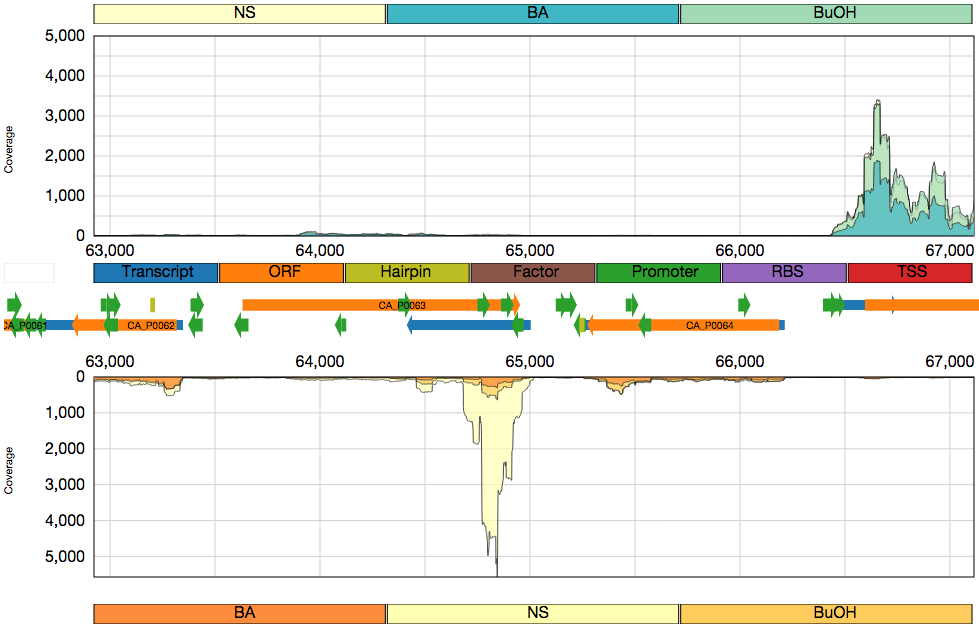 NS BA BuOH
5,000
4,000
3,000
2,000
1,000
0
Coverage
63,000 64,000 65,000 66,000 67,000
Transcript ORF Hairpin Factor Promoter RBS TSS
CA_P0063
CA_P0061 CA_P0062 CA_P0064
63,000 64,000 65,000 66,000 67,000
0
1,000
2,000
3,000
4,000
5,000
Coverage
BA NS BuOH